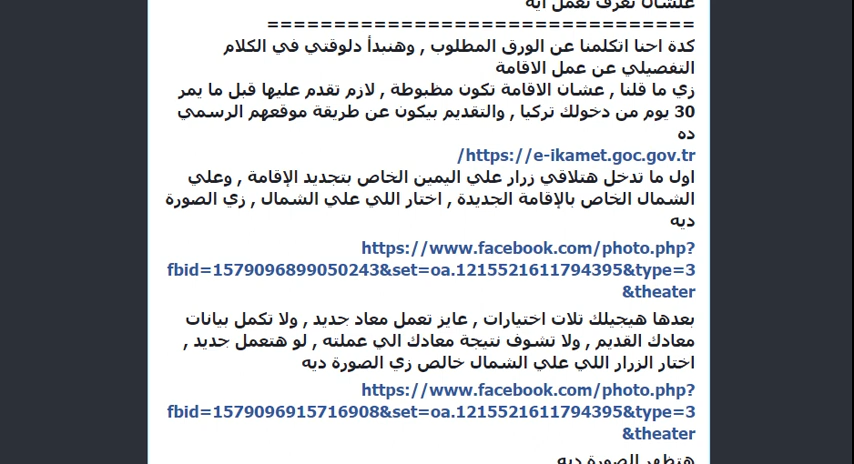 علشان تعرف تعمل ايه
================================
كدة احنا اتكلمنا عن الورق المطلوب , وهنبدأ دلوقتي في الكلام
التفصيلي عن عمل الاقامة
زي ما قلنا , عشان الاقامة تكون مظبوطة , لازم تقدم عليها قبل ما يمر
30 يوم من دخولك تركيا , والتقديم بيكون عن طريقة موقعهم الرسمي
ده
https://e-ikamet.goc.gov.tr/
اول ما تدخل هتلاقي زرار علي اليمين الخاص بتجديد الإقامة , وعلي
الشمال الخاص بالإقامة الجديدة , اختار اللي علي الشمال , زي الصورة
ديه
https://www.facebook.com/photo.php?
fbid=1579096899050243&set=oa.1215521611794395&type=3
&theater
بعدها هيجيلك تلات اختيارات , عايز تعمل معاد جديد , ولا تكمل بيانات
معادك القديم , ولا تشوف نتيجة معادك الي عملته , لو هتعمل جديد ,
اختار الزرار اللي علي الشمال خالص زي الصورة ديه
https://www.facebook.com/photo.php?
fbid=1579096915716908&set=oa.1215521611794395&type=3
&theater
هتظهر الصورة ديه